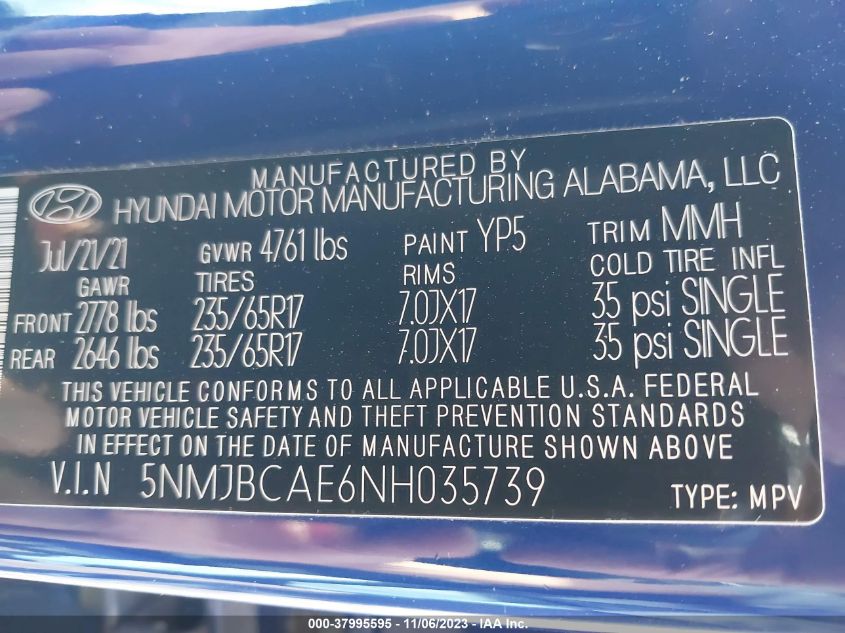 MANUFACTURED BY
HYUNDAI MOTOR MANUFACTURING ALABAMA, LLC
Jul/21/21 GVWR 4761 lbs PAINT YP5 TRIM MMH
GAWR TIRES RIMS COLD TIRE INFL
FRONT 2778 lbs 235/65R17 7.0JX17 35 psi SINGLE
REAR 2646 lbs 235/65R17 7.0JX17 35 psi SINGLE
THIS VEHICLE CONFORMS TO ALL APPLICABLE U.S.A. FEDERAL
MOTOR VEHICLE SAFETY AND THEFT PREVENTION STANDARDS
IN EFFECT ON THE DATE OF MANUFACTURE SHOWN ABOVE
V.I.N 5NMJBCAE6NH035739 TYPE: MPV
000-37995595 - 11/06/2023 - IAA Inc.